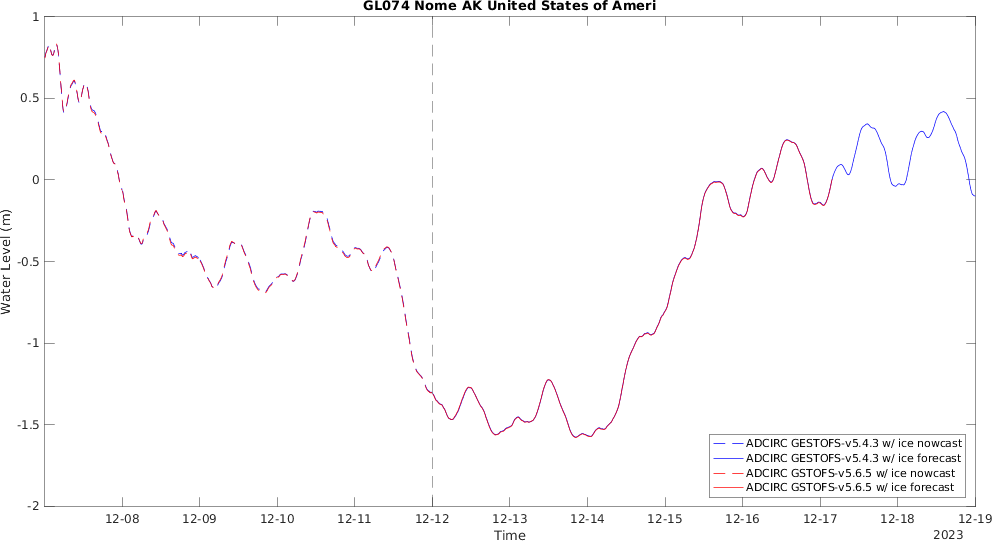 GL074 Nome AK United States of Ameri
1
0.5
0
-0.5
-1
-1.5
-2
Water Level (m)
ADCIRC GESTOFS-v5.4.3 w/ ice nowcast
ADCIRC GESTOFS-v5.4.3 w/ ice forecast
ADCIRC GSTOFS-v5.6.5 w/ ice nowcast
ADCIRC GSTOFS-v5.6.5 w/ ice forecast
12-08 12-09 12-10 12-11 12-12 12-13 12-14 12-15 12-16 12-17 12-18 12-19
Time
2023